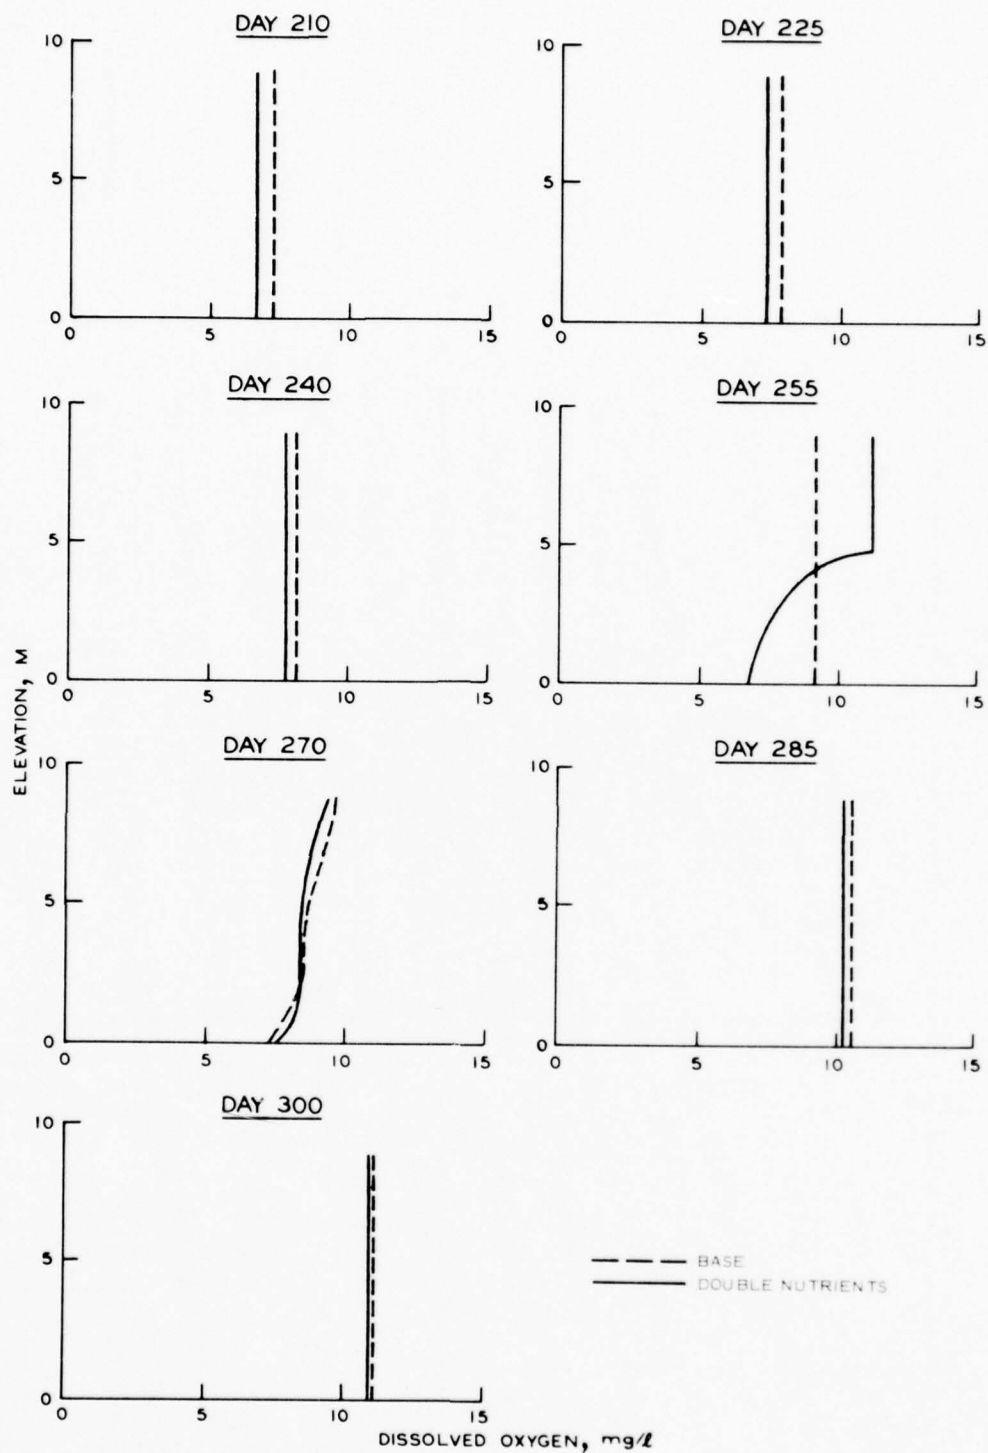 DAY 210
10
5
0
0 5 10 15
DAY 225
10
5
0
0 5 10 15
DAY 240
10
5
0
0 5 10 15
DAY 255
10
5
0
0 5 10 15
ELEVATION, M
DAY 270
10
5
0
0 5 10 15
DAY 285
10
5
0
0 5 10 15
DAY 300
10
5
0
0 5 10 15
BASE
DOUBLE NUTRIENTS
DISSOLVED OXYGEN, mg/ℓ